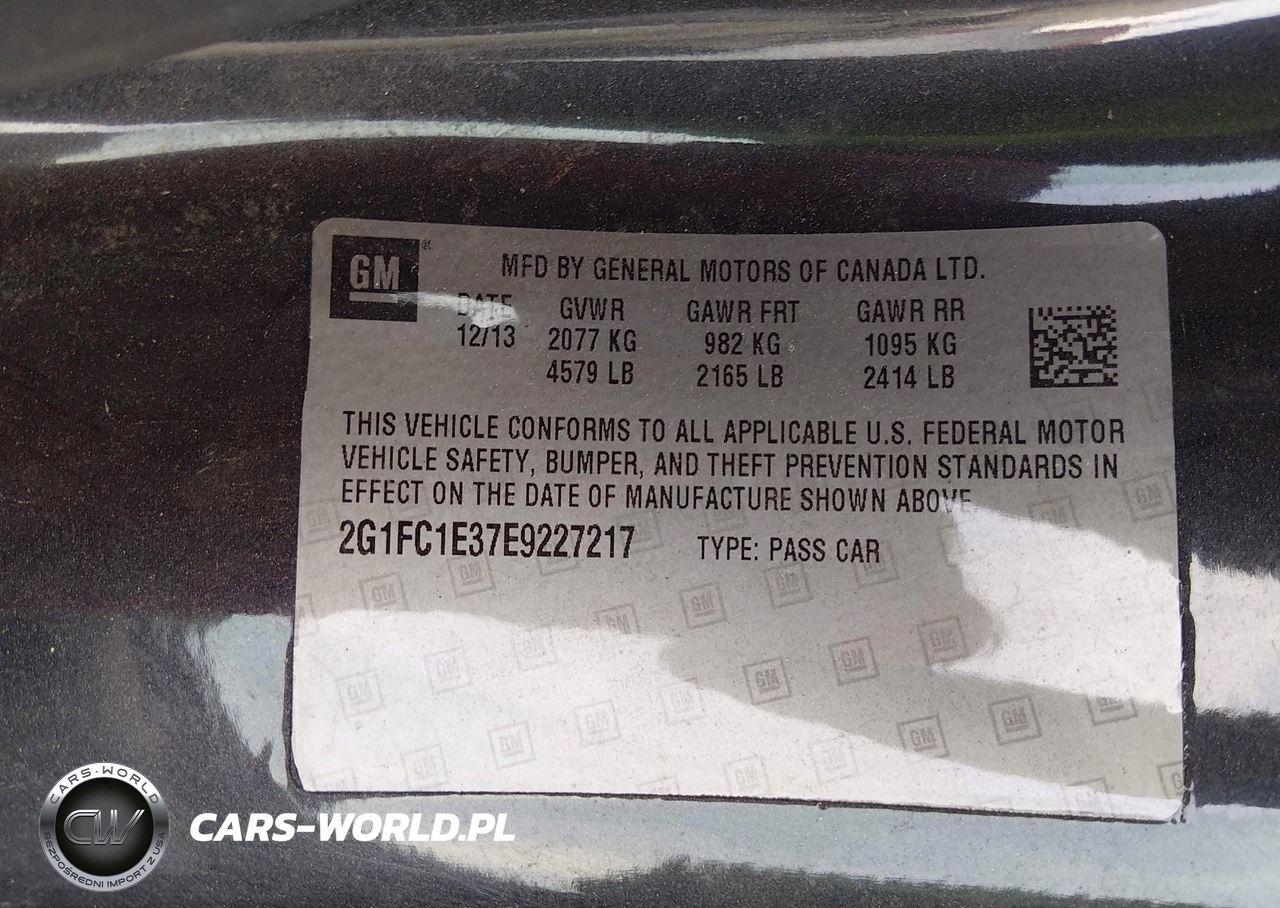 GM
MFD BY GENERAL MOTORS OF CANADA LTD.
DATE GVWR GAWR FRT GAWR RR
12/13 2077 KG 982 KG 1095 KG
4579 LB 2165 LB 2414 LB
THIS VEHICLE CONFORMS TO ALL APPLICABLE U.S. FEDERAL MOTOR
VEHICLE SAFETY, BUMPER, AND THEFT PREVENTION STANDARDS IN
EFFECT ON THE DATE OF MANUFACTURE SHOWN ABOVE
2G1FC1E37E9227217 TYPE: PASS CAR
CARS-WORLD
CW
BEZPOŚREDNI IMPORT Z USA
CARS-WORLD.PL